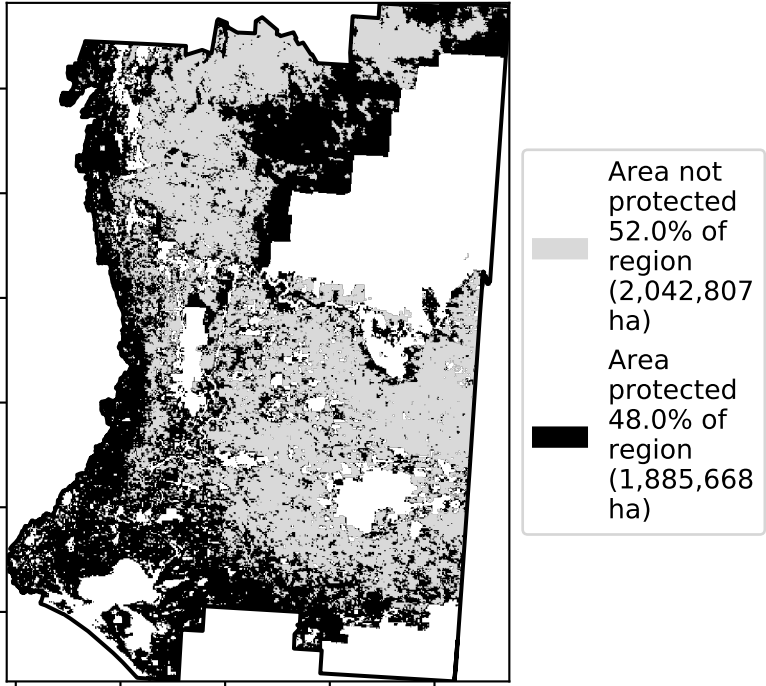 Area not
protected
52.0% of
region
(2,042,807
ha)
Area
protected
48.0% of
region
(1,885,668
ha)